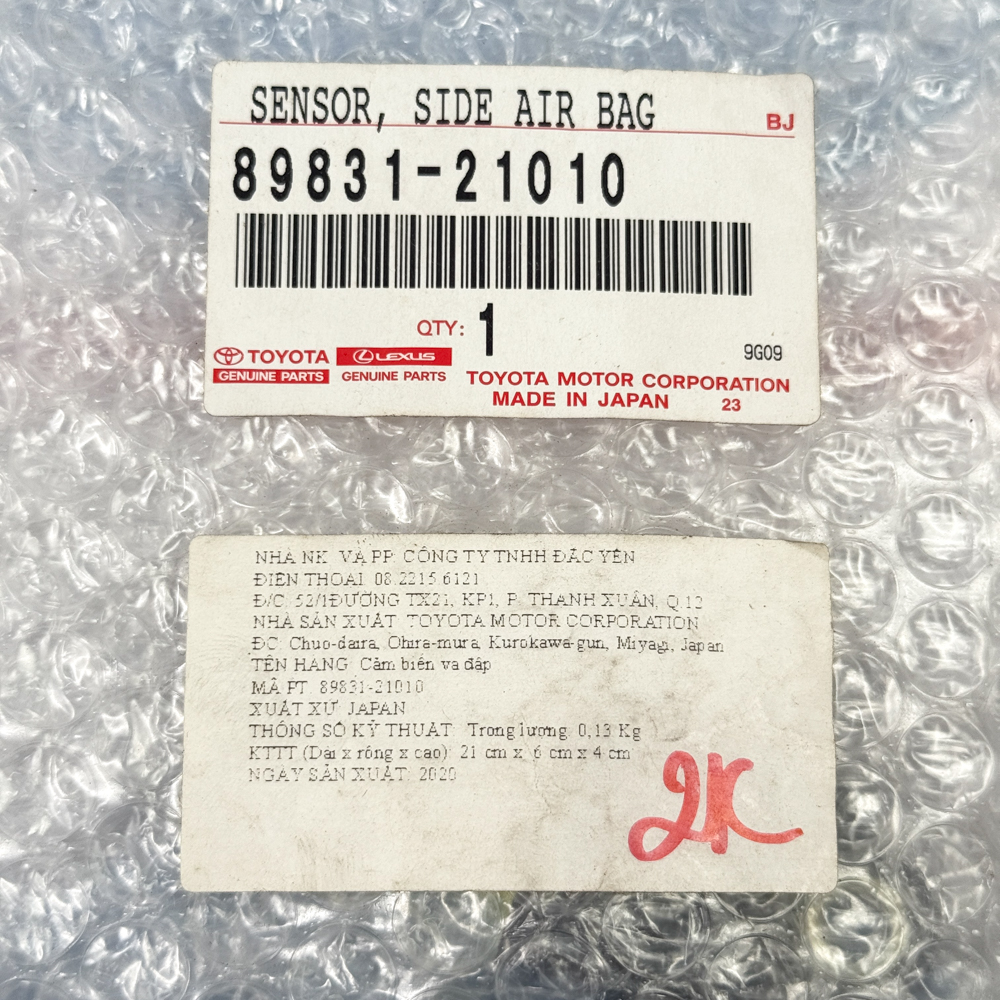 SENSOR, SIDE AIR BAG
BJ
89831-21010
QTY: 1
9G09
TOYOTA
GENUINE PARTS
LEXUS
GENUINE PARTS
TOYOTA MOTOR CORPORATION
MADE IN JAPAN 23
NHÀ NK VÀ PP: CÔNG TY TNHH ĐẮC YẾN
ĐIỆN THOẠI: 08.2215.6121
Đ/C: 52/1ĐƯỜNG TX21, KP1, P. THẠNH XUÂN, Q.12
NHÀ SẢN XUẤT: TOYOTA MOTOR CORPORATION
ĐC: Chuo-daira, Ohira-mura, Kurokawa-gun, Miyagi, Japan
TÊN HÀNG: Cảm biến va đập
MÃ PT: 89831-21010
XUẤT XỨ: JAPAN
THÔNG SỐ KỸ THUẬT: Trọng lượng: 0,13 Kg
KTTT (Dài x rộng x cao): 21 cm x 6 cm x 4 cm
NGÀY SẢN XUẤT: 2020
2K